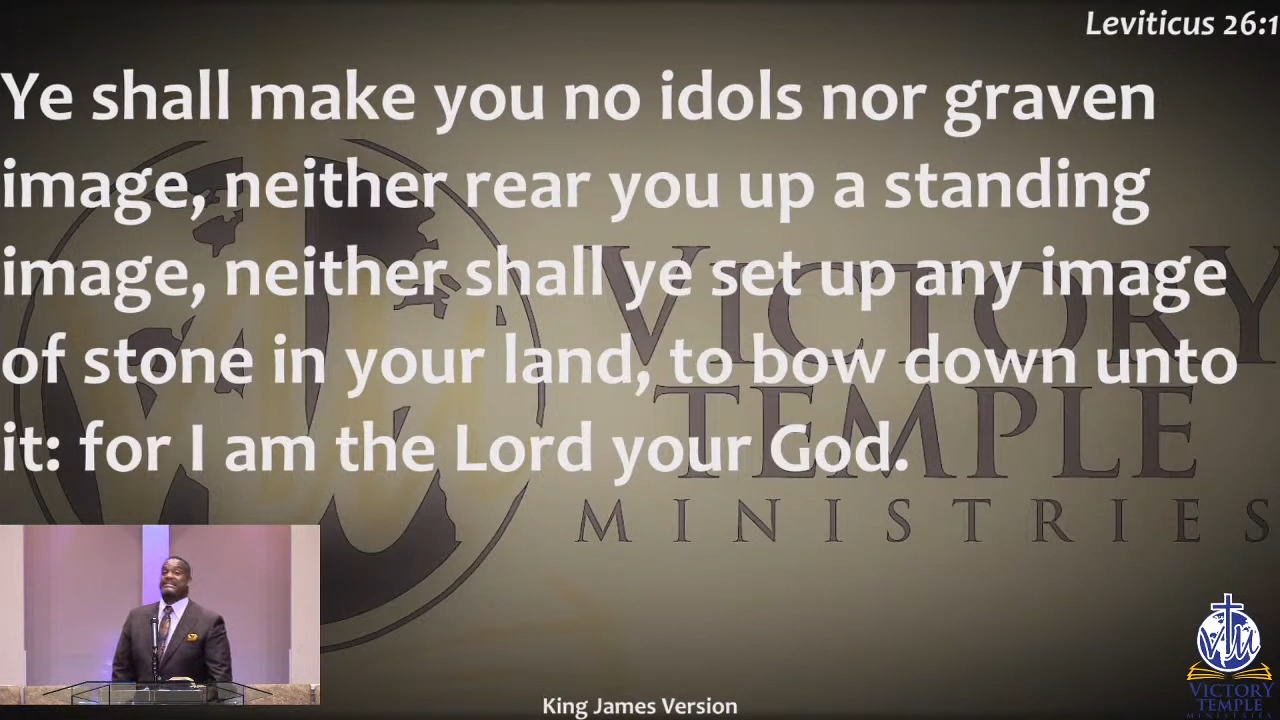 Leviticus 26:1
Ye shall make you no idols nor graven
image, neither rear you up a standing
image, neither shall ye set up any image
of stone in your land, to bow down unto
it: for I am the Lord your God.
VICTORY
TEMPLE
MINISTRIES
King James Version
VTM
VICTORY
TEMPLE
MINISTRIES